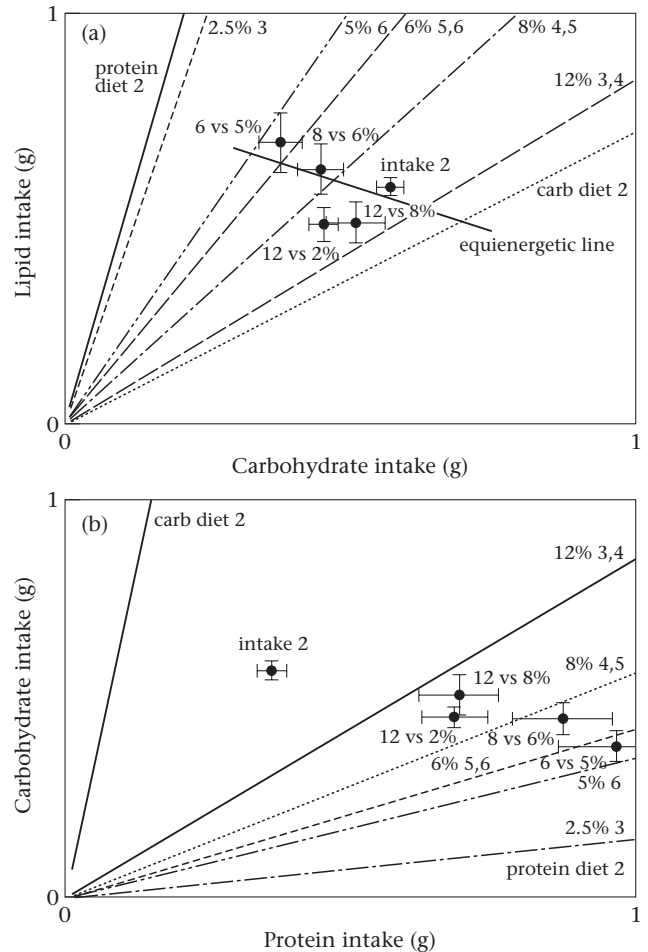 1
(a)
2.5% 3
5% 6
6% 5,6
8% 4,5
protein
diet 2
12% 3,4
6 vs 5%
8 vs 6%
intake 2
carb diet 2
12 vs 8%
equienergetic line
12 vs 2%
Lipid intake (g)
0
0
1
Carbohydrate intake (g)
1
(b)
carb diet 2
12% 3,4
intake 2
8% 4,5
12 vs 8%
12 vs 2%
8 vs 6%
6% 5,6
6 vs 5%
5% 6
2.5% 3
protein diet 2
Carbohydrate intake (g)
0
0
1
Protein intake (g)